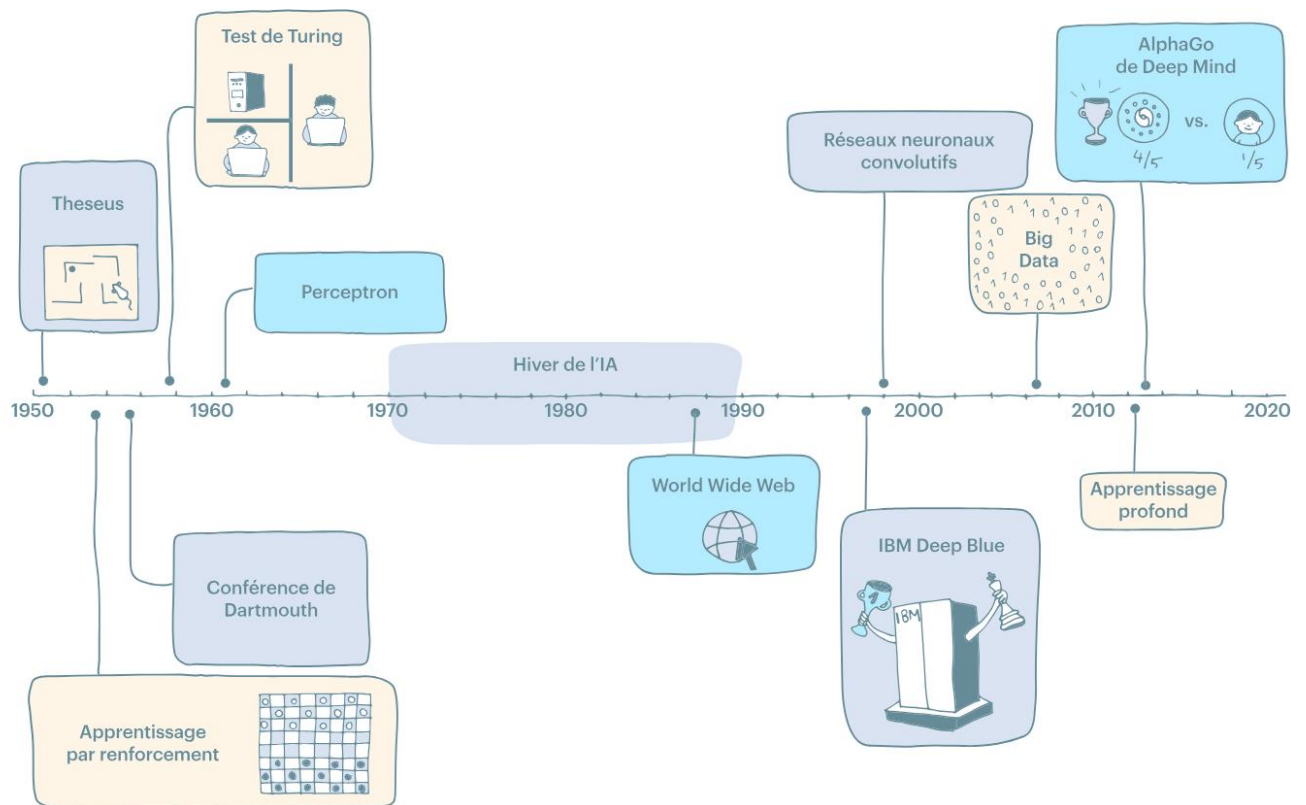 Test de Turing
AlphaGo
de Deep Mind
vs.
4/5
1/5
Réseaux neuronaux
convolutifs
Theseus
Big
Data
Perceptron
Hiver de l'IA
1950
1960
1970
1980
1990
2000
2010
2020
World Wide Web
Apprentissage
profond
IBM Deep Blue
1
IBM
Conférence de
Dartmouth
Apprentissage
par renforcement